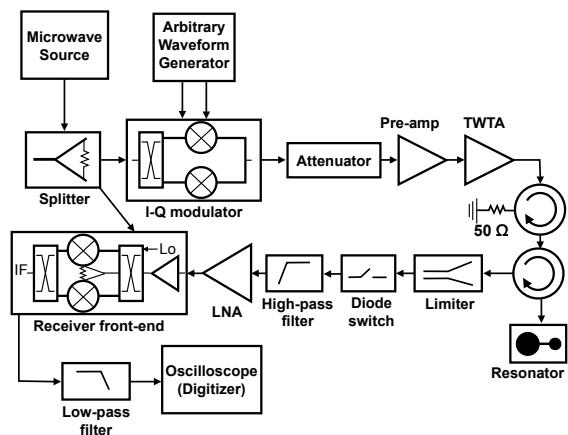 Microwave
Source
Arbitrary
Waveform
Generator
Splitter
I-Q modulator
Attenuator
Pre-amp
TWTA
50 Ω
IF
Lo
Receiver front-end
LNA
High-pass
filter
Diode
switch
Limiter
Resonator
Low-pass
filter
Oscilloscope
(Digitizer)